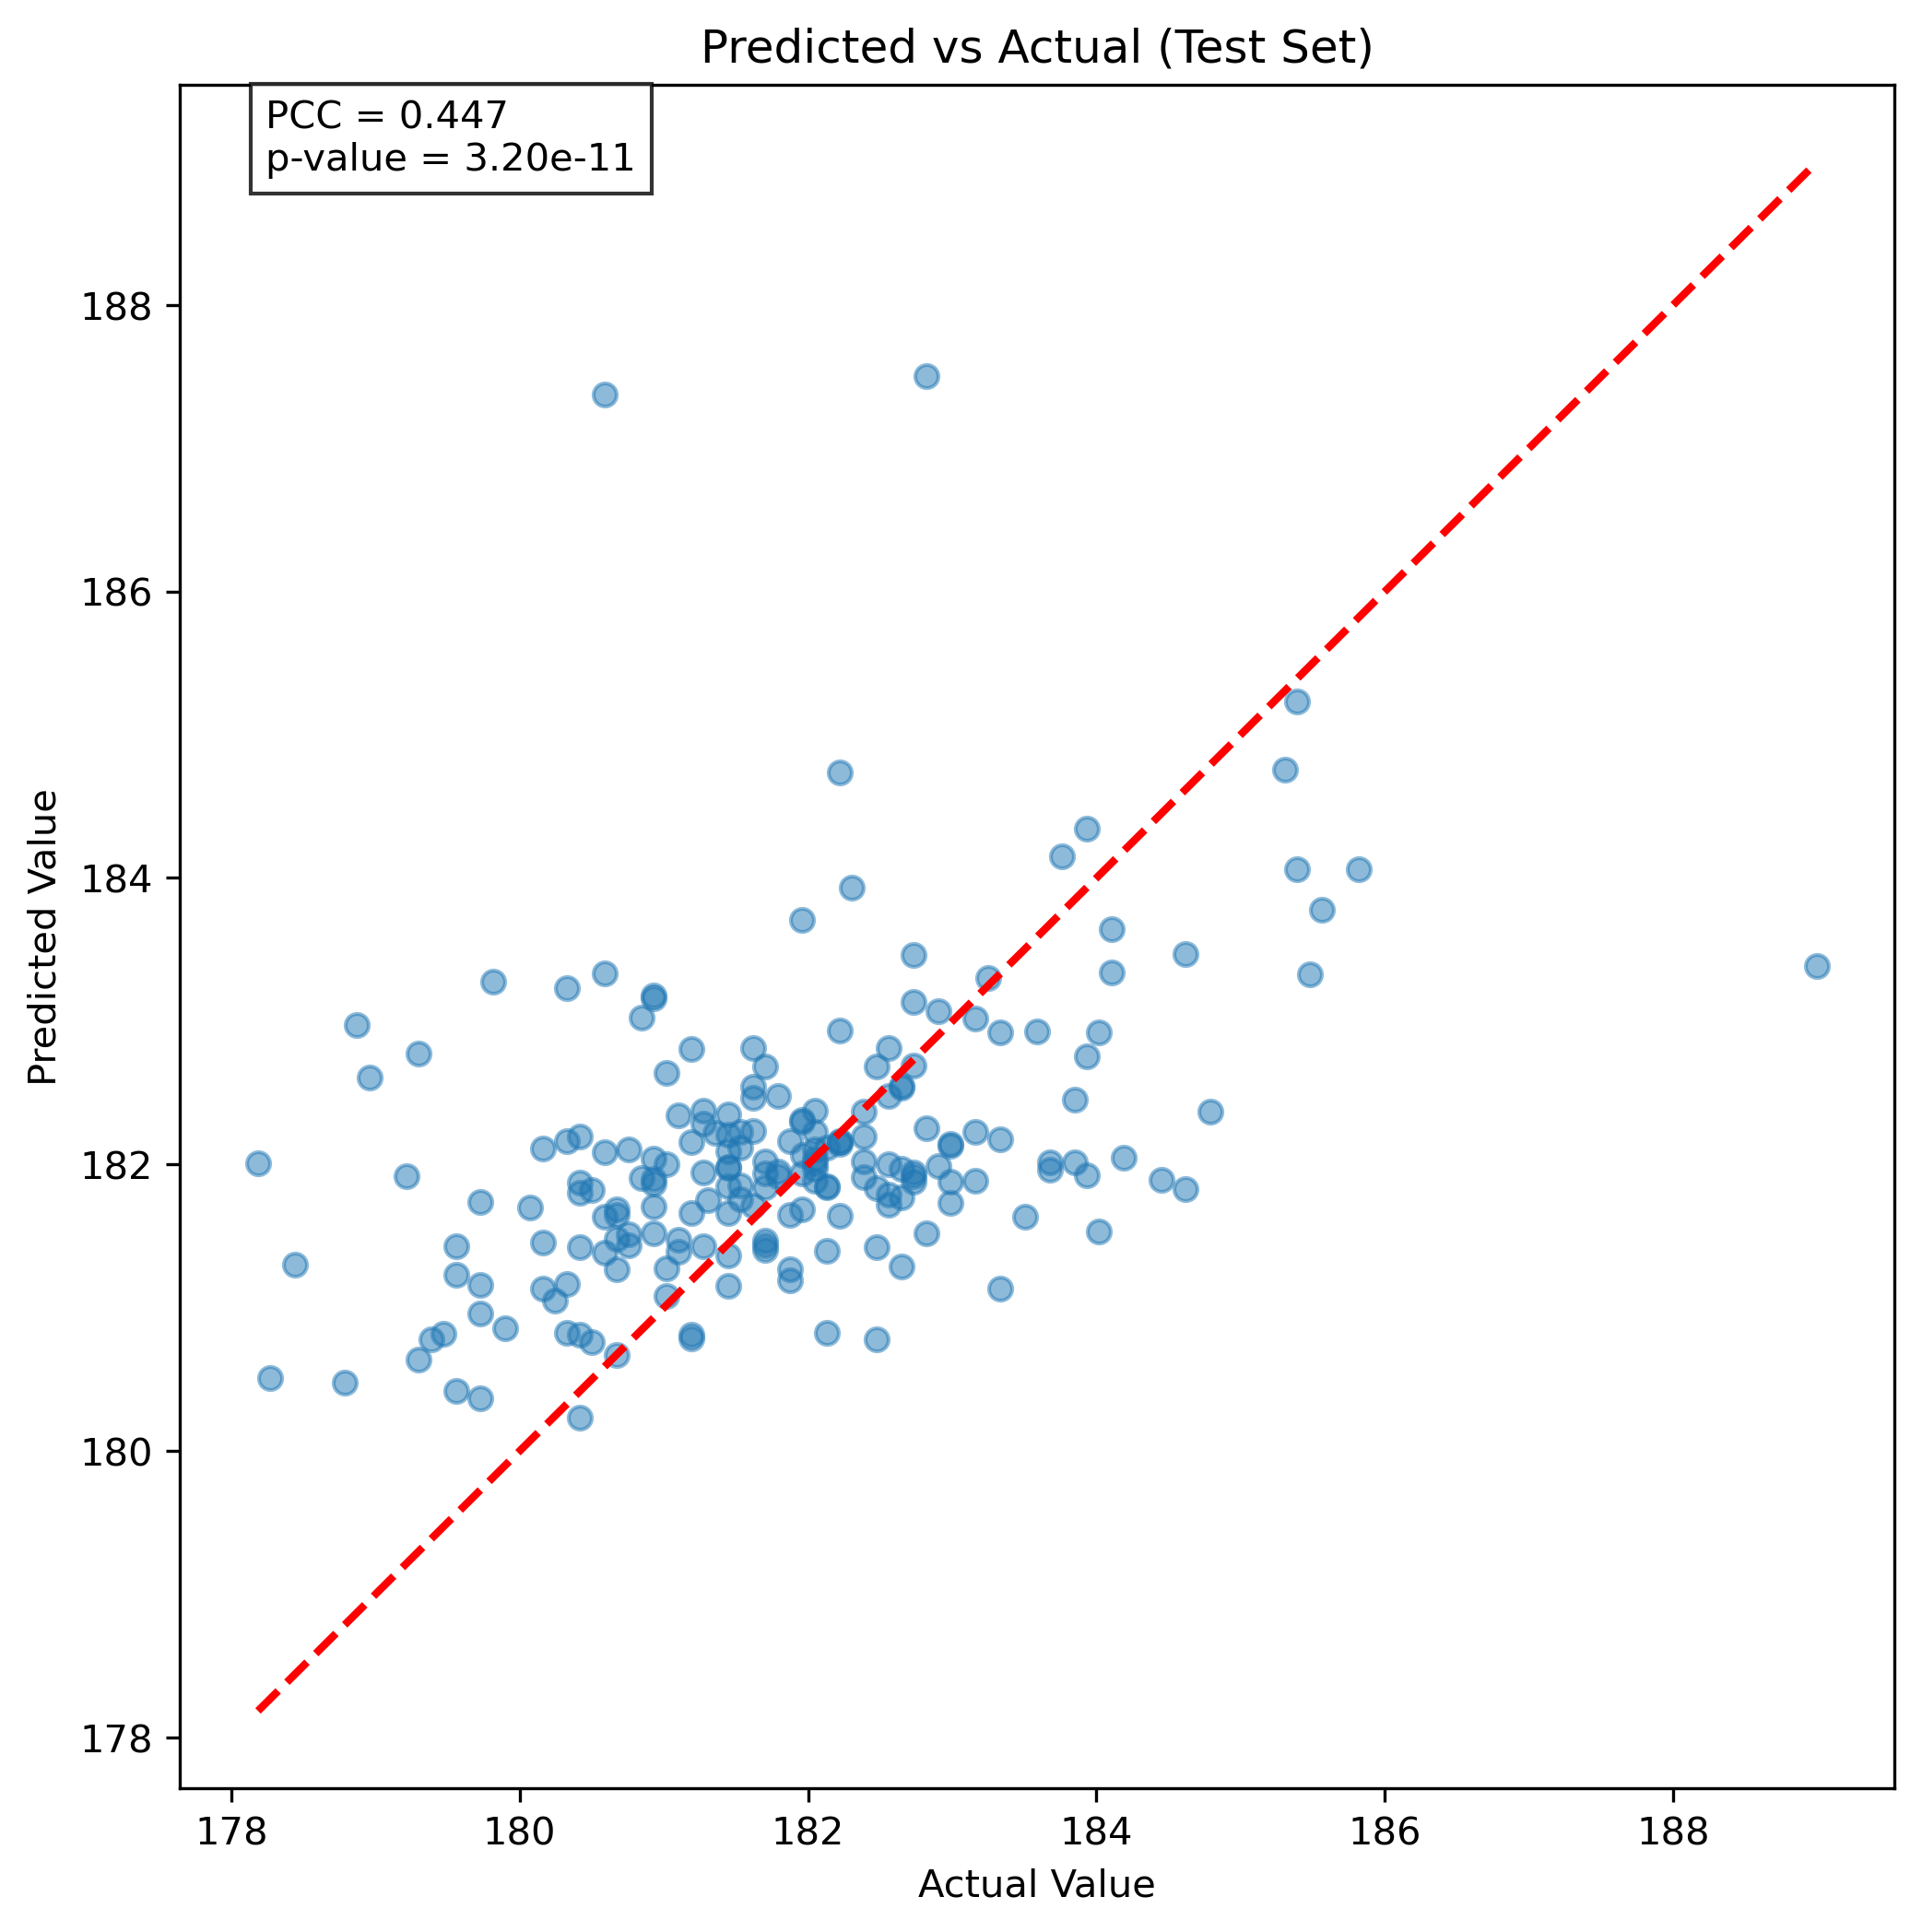 Predicted vs Actual (Test Set)
PCC = 0.447
p-value = 3.20e-11
Predicted Value
188
186
184
182
180
178
178 180 182 184 186 188
Actual Value